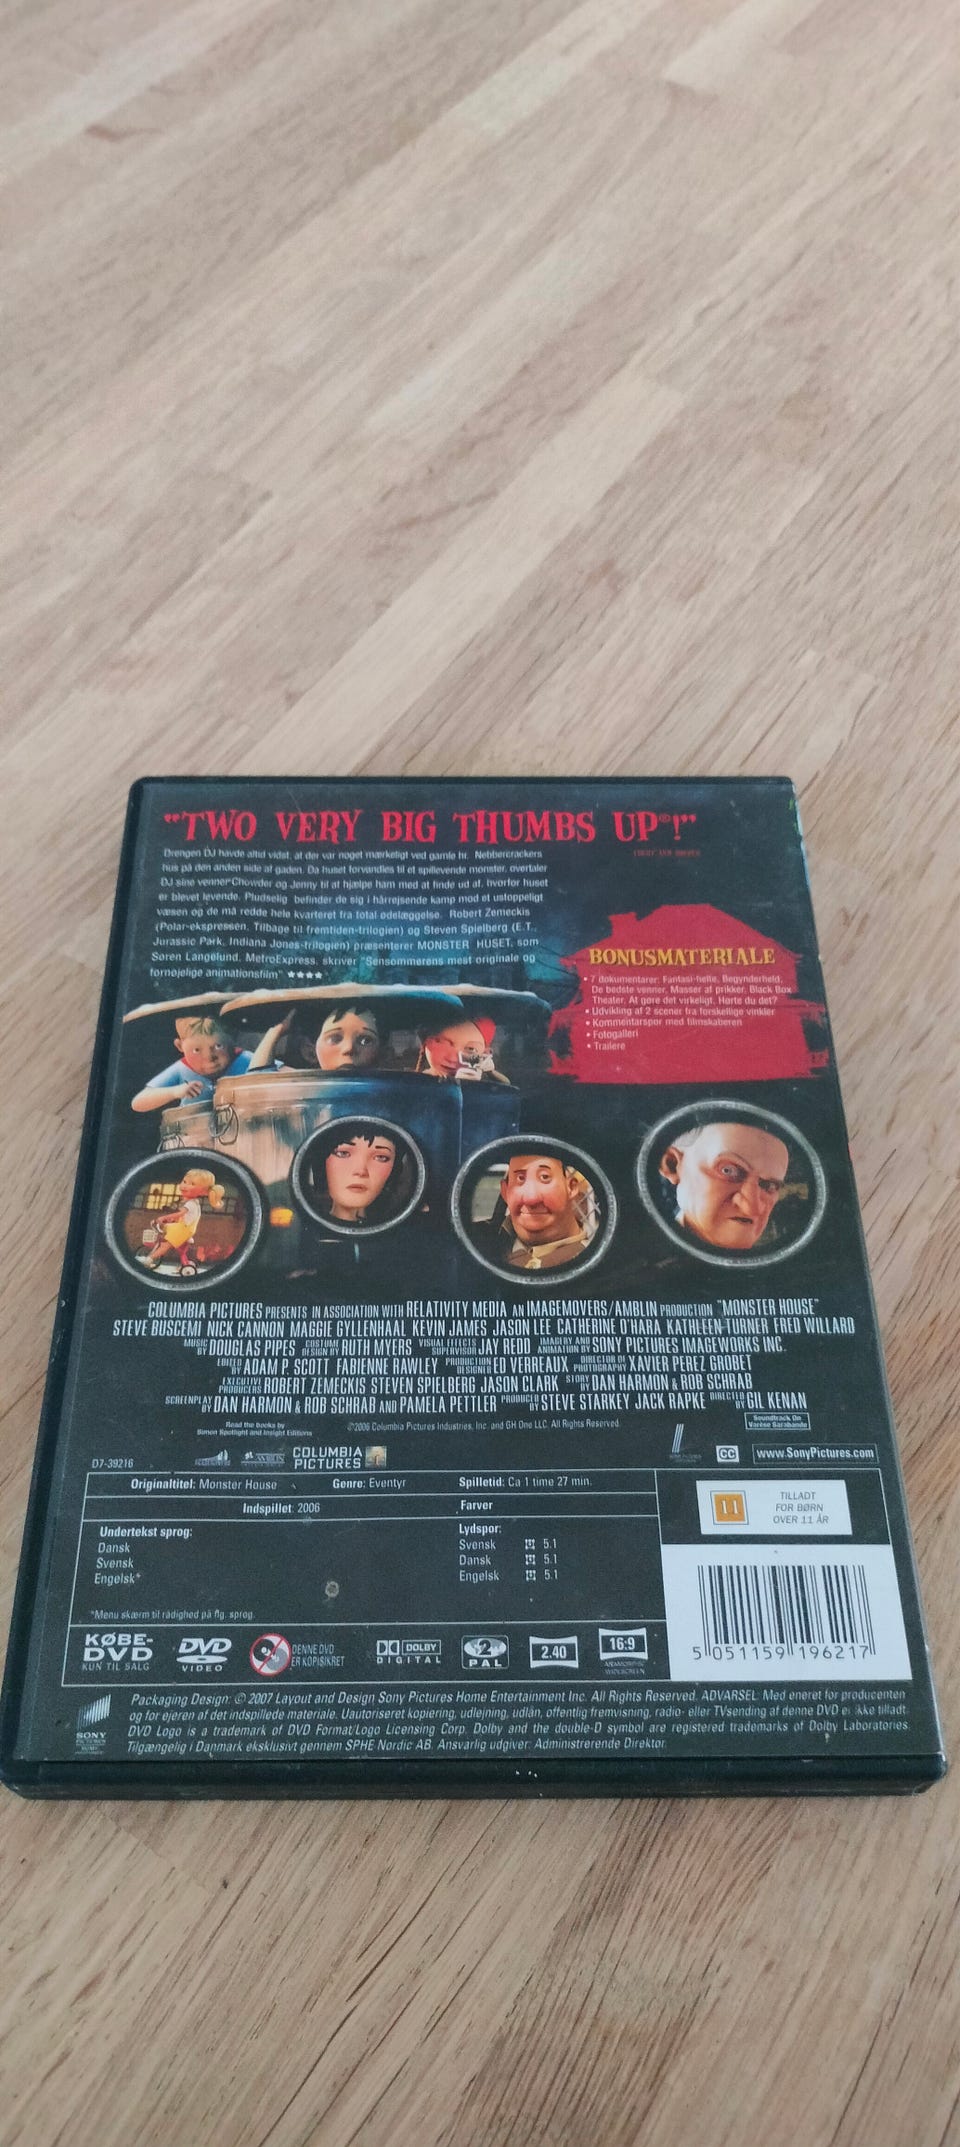 "TWO VERY BIG THUMBS UP®!"
Drengen DJ havde altid vidst, at der var noget mærkeligt ved gamle hr. Nebbercrackers
hus på den anden side af gaden. Da huset forvandles til et spillevende monster, overtaler
DJ sine venner Chowder og Jenny til at hjælpe ham med at finde ud af, hvorfor huset
er blevet levende. Pludselig befinder de sig i hårrejsende kamp mod et ustoppeligt
væsen og de må redde hele kvarteret fra total ødelæggelse. Robert Zemeckis
(Polar-ekspressen, Tilbage til fremtiden-trilogien) og Steven Spielberg (E.T.,
Jurassic Park, Indiana Jones-trilogien) præsenterer MONSTER HUSET, som
Søren Langelund, MetroExpress, skriver "Sensommerens mest originale og
fornøjelige animationsfilm" ★★★★
BONUSMATERIALE
• 7 dokumentarer: Fantasi-helte, Begynderheld,
De bedste venner, Masser af prikker, Black Box
Theater, At gøre det virkeligt, Hørte du det?
• Udvikling af 2 scener fra forskellige vinkler
• Kommentarspor med filmskaberen
• Fotogalleri
• Trailere
COLUMBIA PICTURES PRESENTS IN ASSOCIATION WITH RELATIVITY MEDIA AN IMAGEMOVERS/AMBLIN PRODUCTION "MONSTER HOUSE"
STEVE BUSCEMI NICK CANNON MAGGIE GYLLENHAAL KEVIN JAMES JASON LEE CATHERINE O'HARA KATHLEEN TURNER FRED WILLARD
MUSIC BY DOUGLAS PIPES COSTUME DESIGN BY RUTH MYERS VISUAL EFFECTS SUPERVISOR JAY REDD IMAGERY AND ANIMATION BY SONY PICTURES IMAGEWORKS INC.
EDITED BY ADAM P. SCOTT FABIENNE RAWLEY PRODUCTION DESIGNER ED VERREAUX DIRECTOR OF PHOTOGRAPHY XAVIER PEREZ GROBET
EXECUTIVE PRODUCERS ROBERT ZEMECKIS STEVEN SPIELBERG JASON CLARK STORY BY DAN HARMON & ROB SCHRAB
SCREENPLAY BY DAN HARMON & ROB SCHRAB AND PAMELA PETTLER PRODUCED BY STEVE STARKEY JACK RAPKE DIRECTED BY GIL KENAN
Read the books by
Simon Spotlight and Insight Editions
©2006 Columbia Pictures Industries, Inc. and GH One LLC. All Rights Reserved.
Soundtrack On
Varèse Sarabande
COLUMBIA
PICTURES
CC
www.SonyPictures.com
D7-39216
Originaltitel: Monster House Genre: Eventyr Spilletid: Ca 1 time 27 min.
Indspillet: 2006 Farver
Undertekst sprog:
Dansk
Svensk
Engelsk*
Lydspor:
Svensk 5.1
Dansk 5.1
Engelsk 5.1
*Menu skærm til rådighed på flg. sprog.
11
TILLADT
FOR BØRN
OVER 11 ÅR
5 051159 196217
KØBE-
DVD
KUN TIL SALG
DVD
VIDEO
DENNE DVD
ER KOPISIKRET
DOLBY
DIGITAL
2
PAL
2.40
16:9
ANAMORPHIC
WIDESCREEN
SONY
PICTURES
Packaging Design: © 2007 Layout and Design Sony Pictures Home Entertainment Inc. All Rights Reserved. ADVARSEL: Med eneret for producenten
og for ejeren af det indspillede materiale. Uautoriseret kopiering, udlejning, udlån, offentlig fremvisning, radio- eller TVsending af denne DVD er ikke tilladt.
DVD Logo is a trademark of DVD Format/Logo Licensing Corp. Dolby and the double-D symbol are registered trademarks of Dolby Laboratories.
Tilgængelig i Danmark eksklusivt gennem SPHE Nordic AB. Ansvarlig udgiver: Administrerende Direktør.